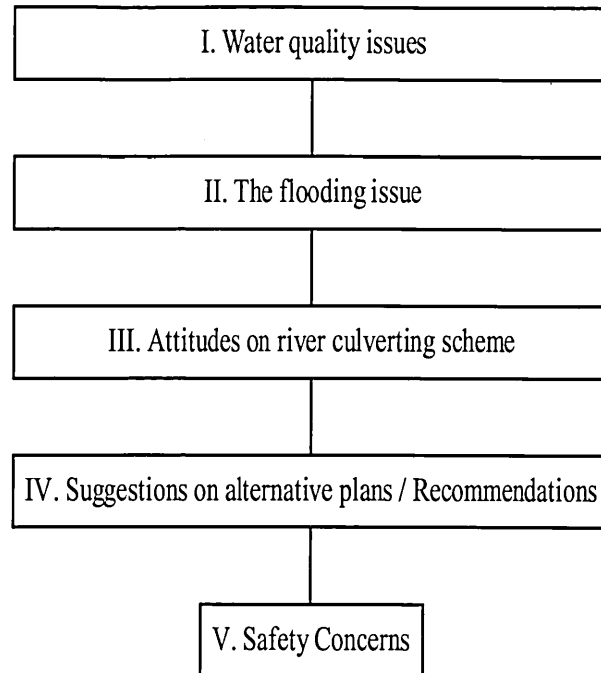 I. Water quality issues
II. The flooding issue
III. Attitudes on river culverting scheme
IV. Suggestions on alternative plans / Recommendations
V. Safety Concerns